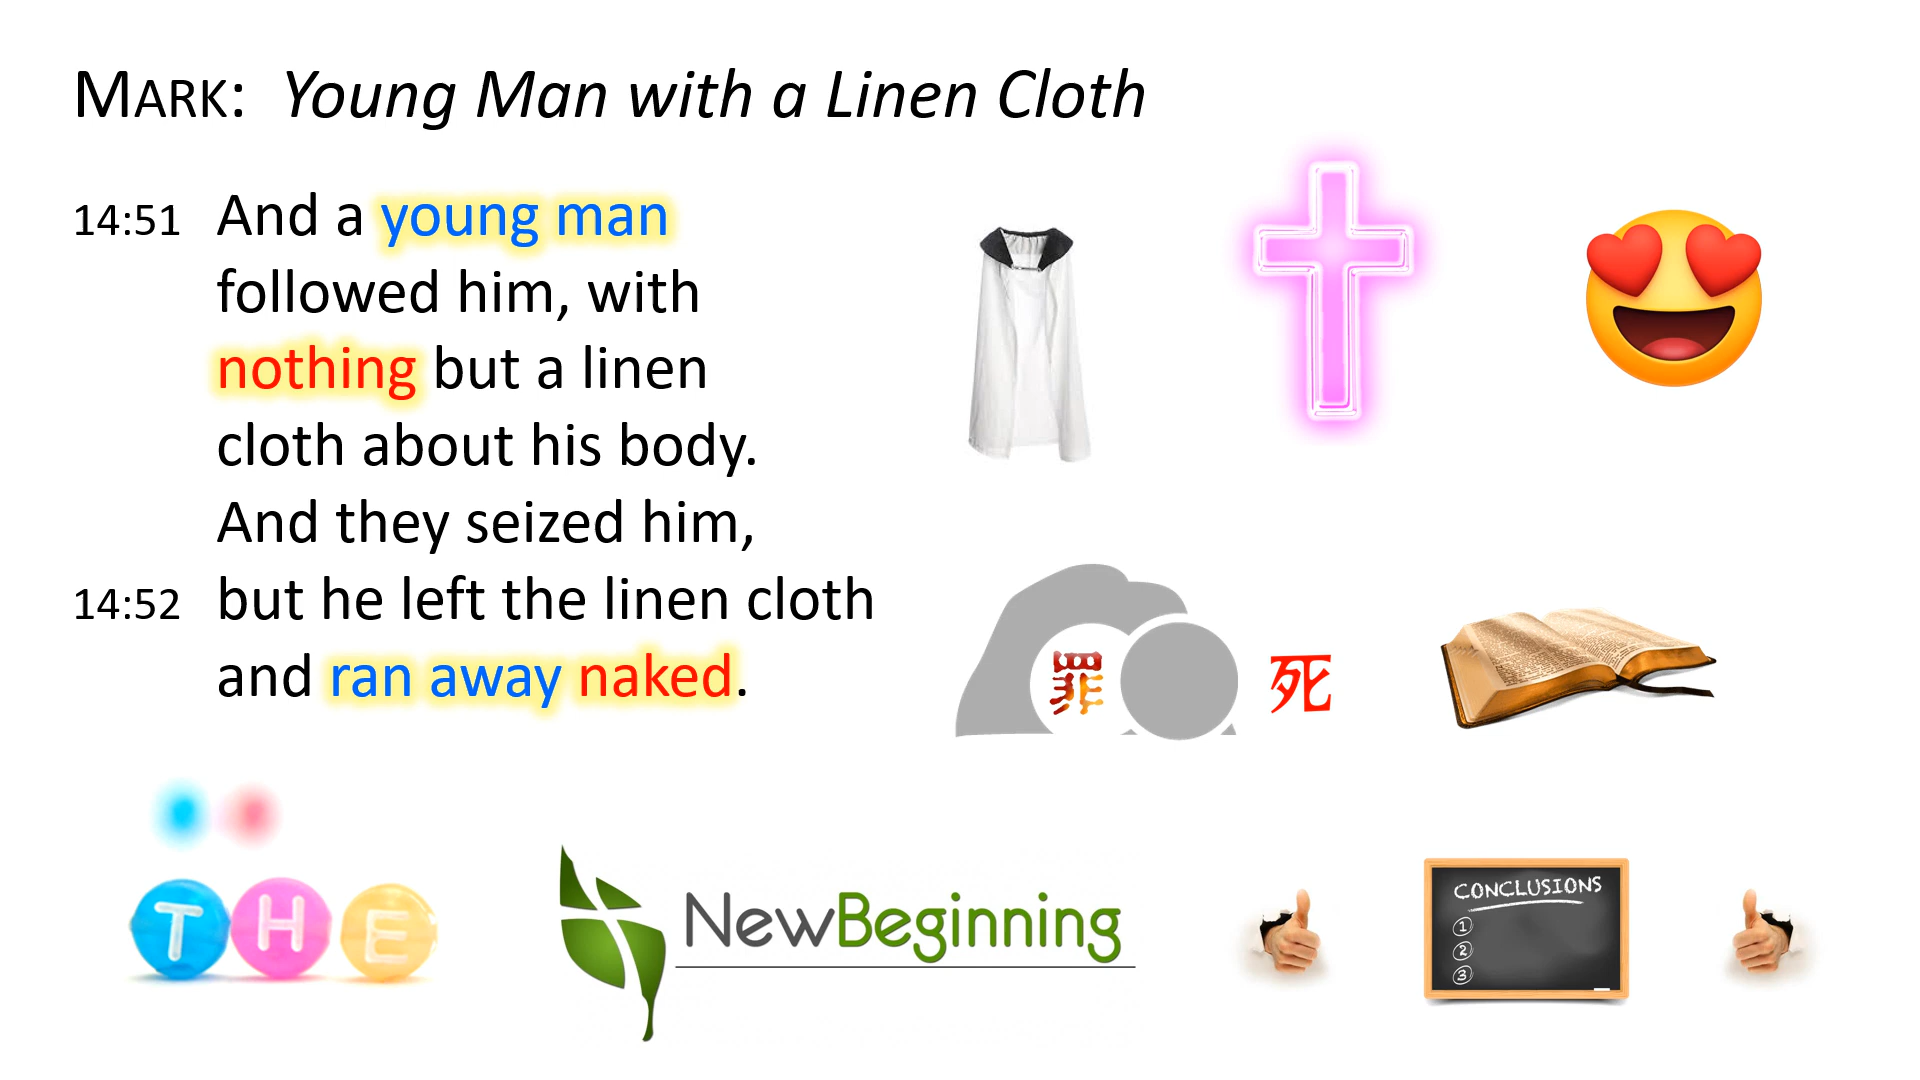 MARK: Young Man with a Linen Cloth
14:51 And a young man
followed him, with
nothing but a linen
cloth about his body.
And they seized him,
14:52 but he left the linen cloth
and ran away naked.
罪
死
THE
NewBeginning
CONCLUSIONS
1
2
3